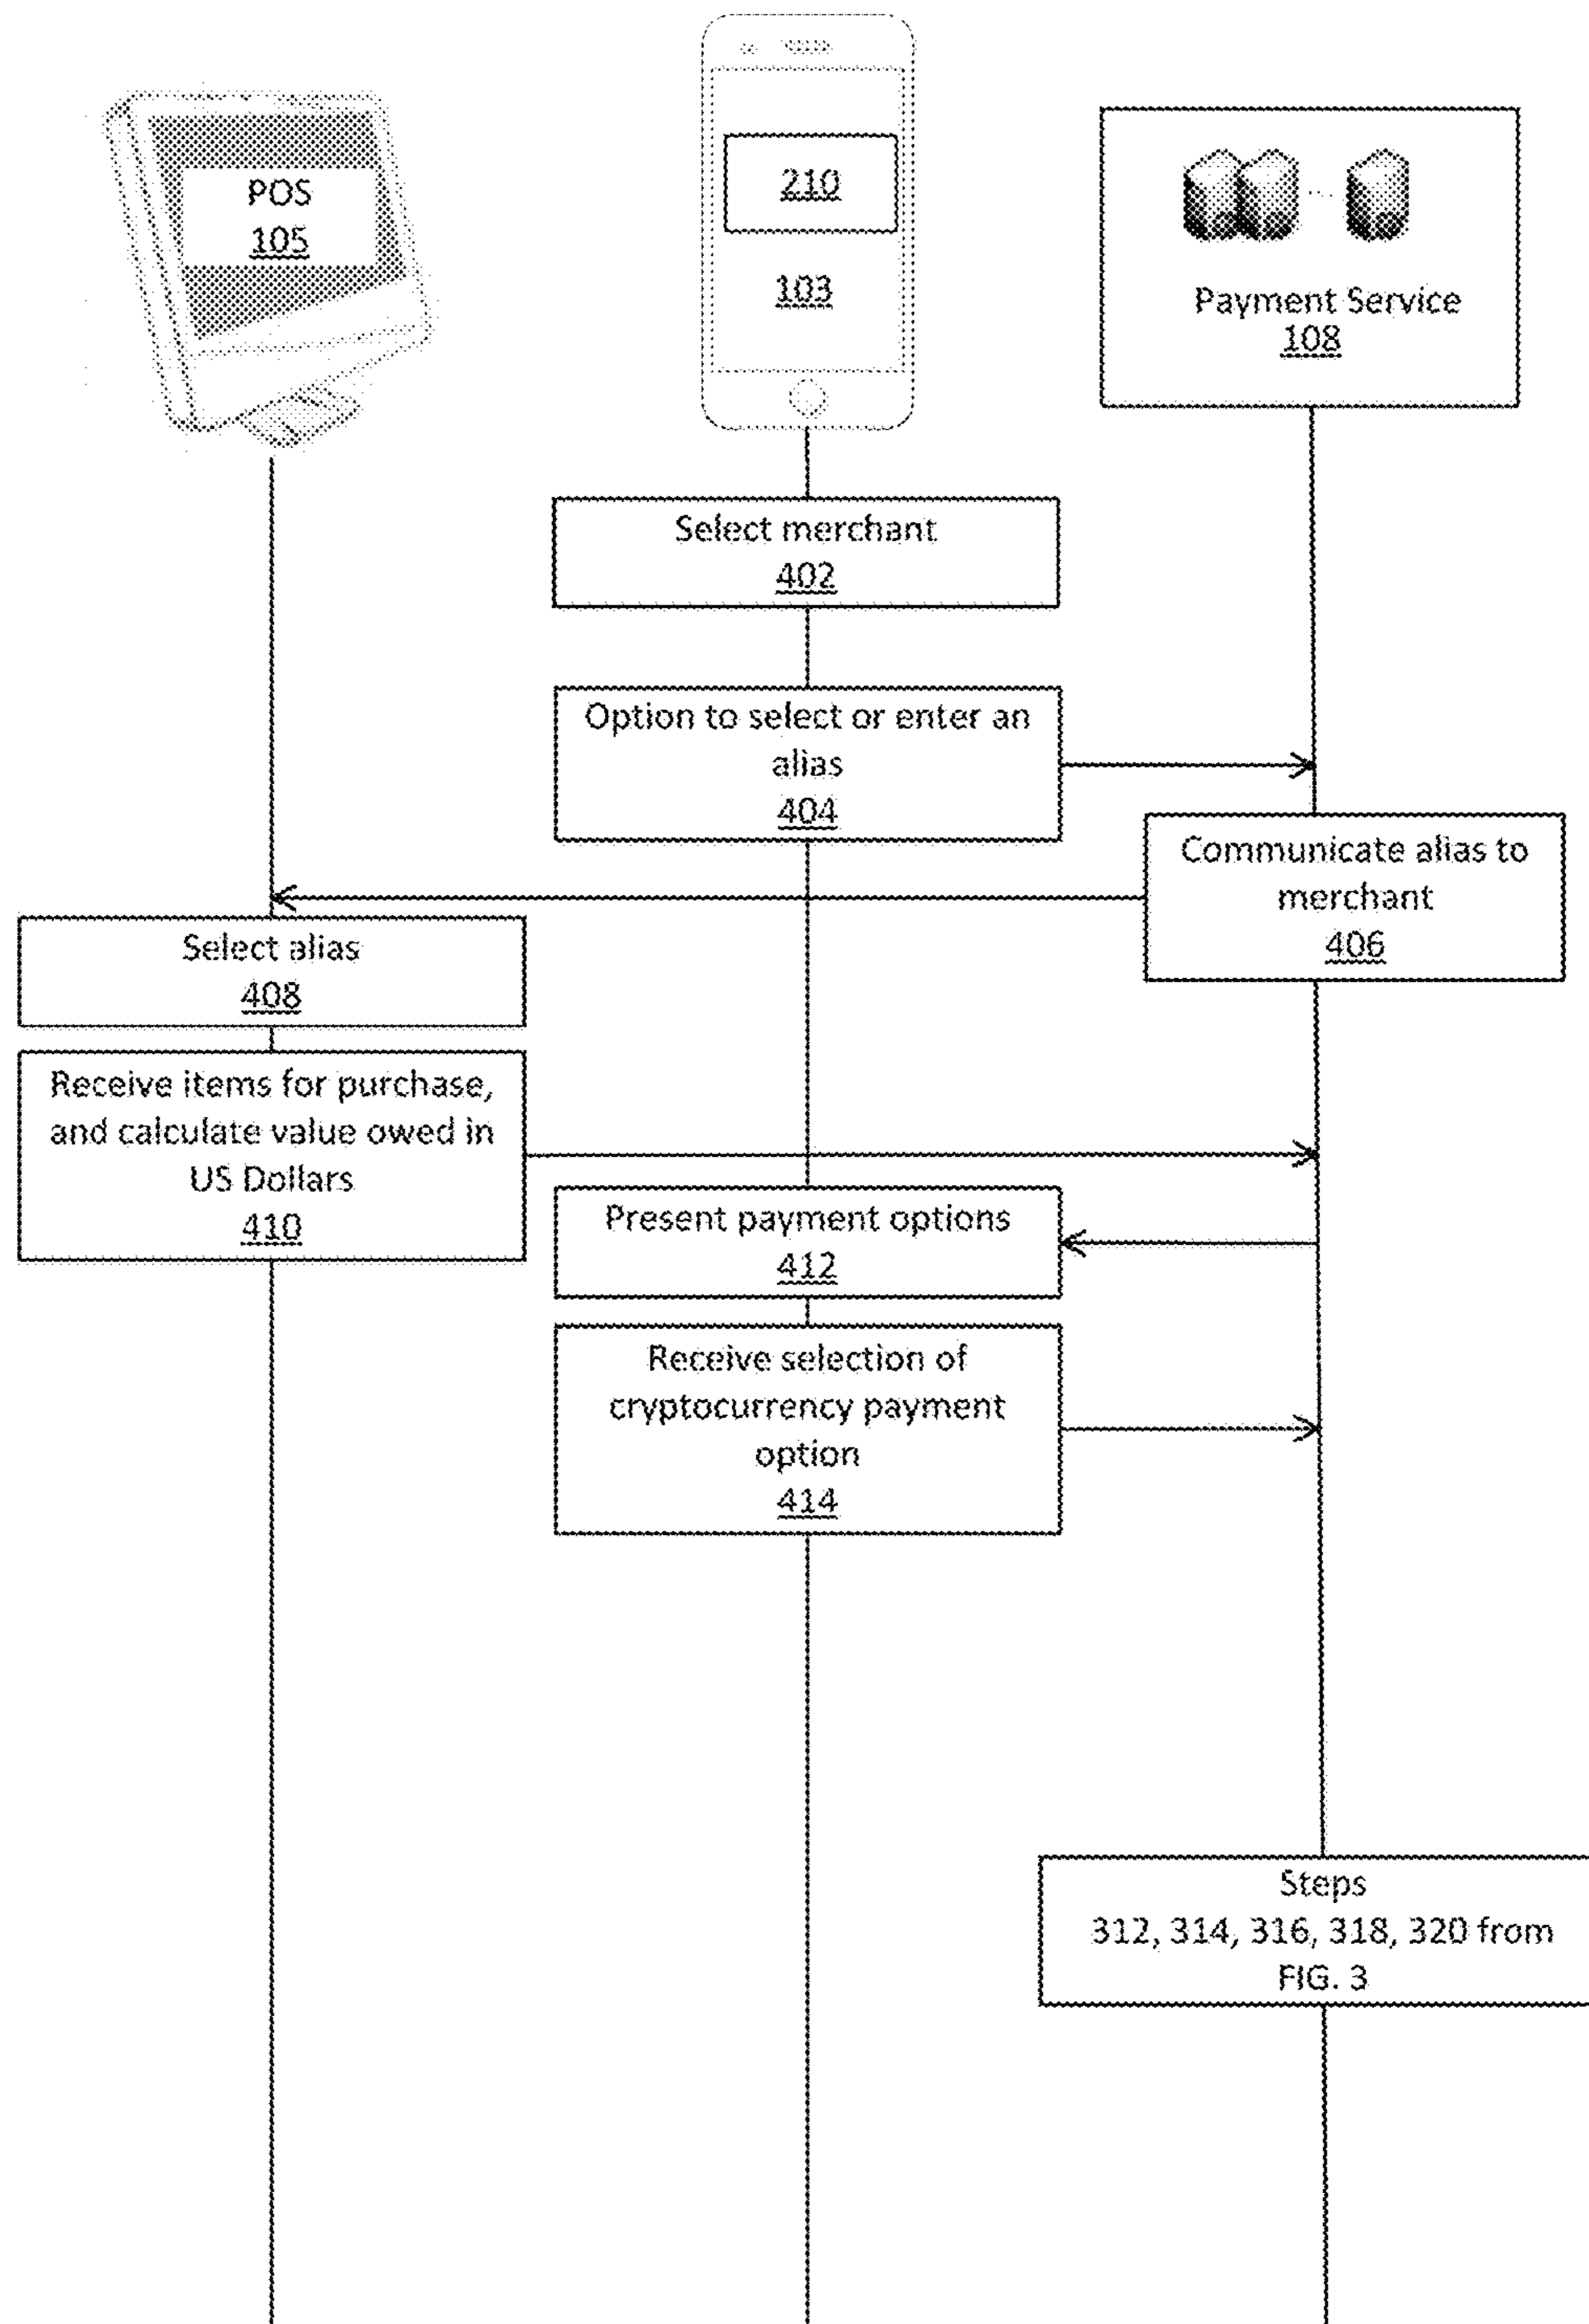 POS
105
210
103
Payment Service
108
Select merchant
402
Option to select or enter an
alias
404
Communicate alias to
merchant
406
Select alias
408
Receive items for purchase,
and calculate value owed in
US Dollars
410
Present payment options
412
Receive selection of
cryptocurrency payment
option
414
Steps
312, 314, 316, 318, 320 from
FIG. 3